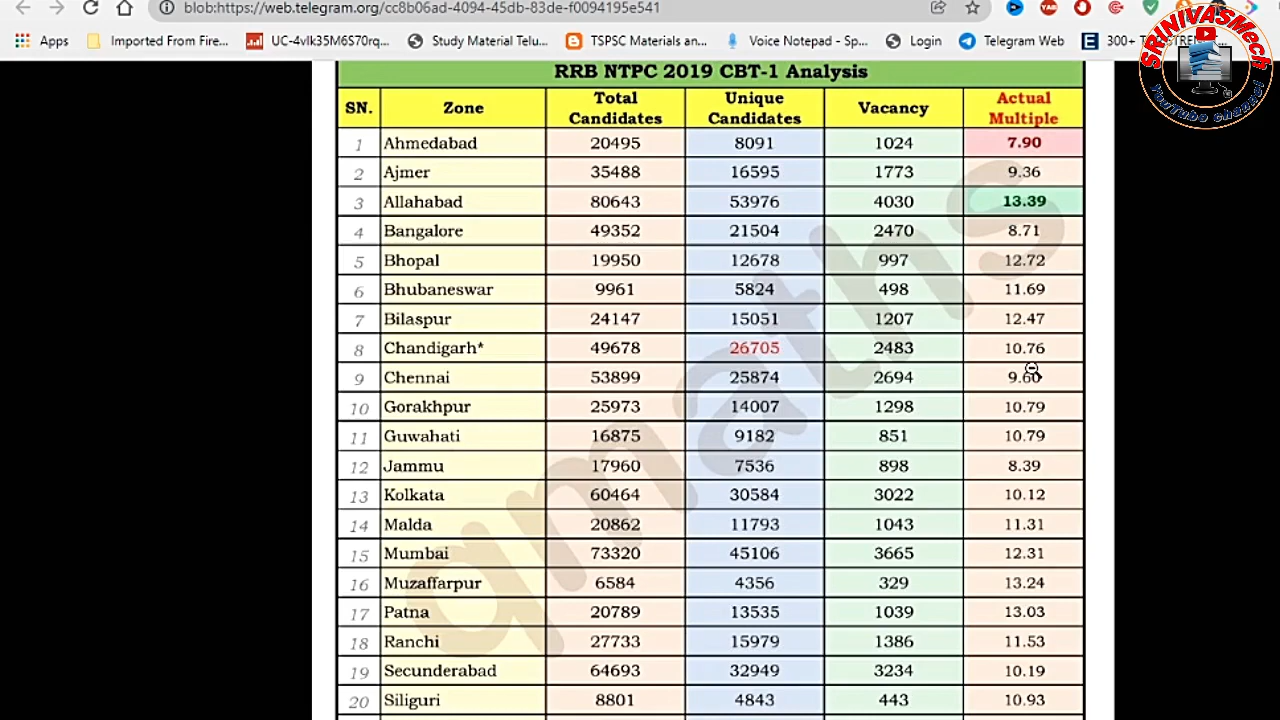 blob:https://web.telegram.org/cc8b06ad-4094-45db-83de-f0094195e541
Apps Imported From Fire... UC-4vlk35M6S70rq... Study Material Telu... TSPSC Materials an... Voice Notepad - Sp... Login Telegram Web
SRINIVASMech
YouTube channel
RRB NTPC 2019 CBT-1 Analysis
SN. Zone Total Candidates Unique Candidates Vacancy Actual Multiple
1 Ahmedabad 20495 8091 1024 7.90
2 Ajmer 35488 16595 1773 9.36
3 Allahabad 80643 53976 4030 13.39
4 Bangalore 49352 21504 2470 8.71
5 Bhopal 19950 12678 997 12.72
6 Bhubaneswar 9961 5824 498 11.69
7 Bilaspur 24147 15051 1207 12.47
8 Chandigarh* 49678 26705 2483 10.76
9 Chennai 53899 25874 2694 9.60
10 Gorakhpur 25973 14007 1298 10.79
11 Guwahati 16875 9182 851 10.79
12 Jammu 17960 7536 898 8.39
13 Kolkata 60464 30584 3022 10.12
14 Malda 20862 11793 1043 11.31
15 Mumbai 73320 45106 3665 12.31
16 Muzaffarpur 6584 4356 329 13.24
17 Patna 20789 13535 1039 13.03
18 Ranchi 27733 15979 1386 11.53
19 Secunderabad 64693 32949 3234 10.19
20 Siliguri 8801 4843 443 10.93
qmaths